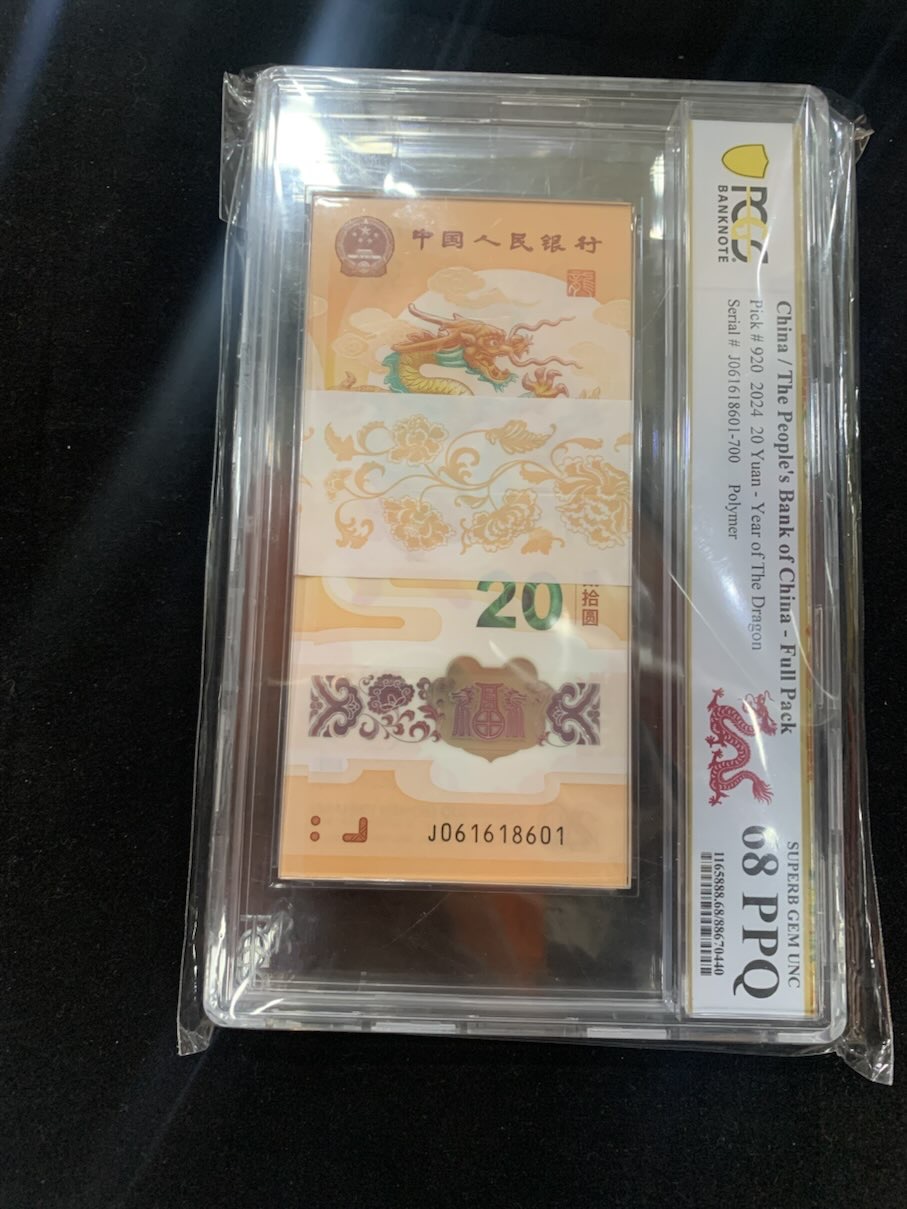 中国人民银行
龍
20
拾圆
福
J061618601
PCGS
BANKNOTE
China / The People's Bank of China - Full Pack
Pick # 920 2024 20 Yuan - Year of The Dragon
Serial # J061618601-700 Polymer
SUPERB GEM UNC
68 PPQ
1165888.68/88670440